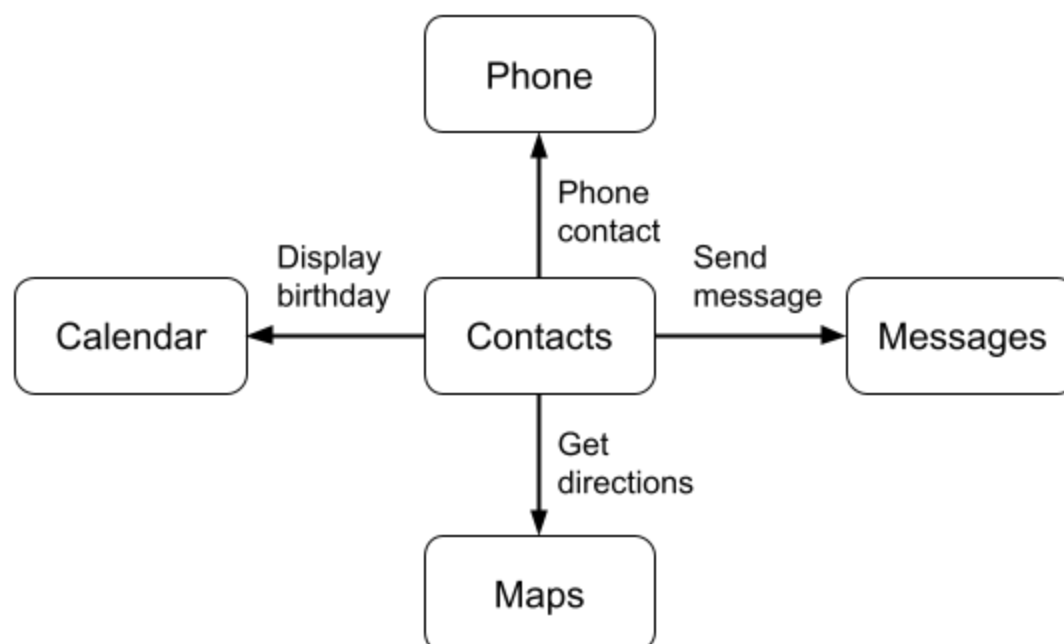 Phone
Phone
contact
Display
birthday
Send
message
Calendar
Contacts
Messages
Get
directions
Maps